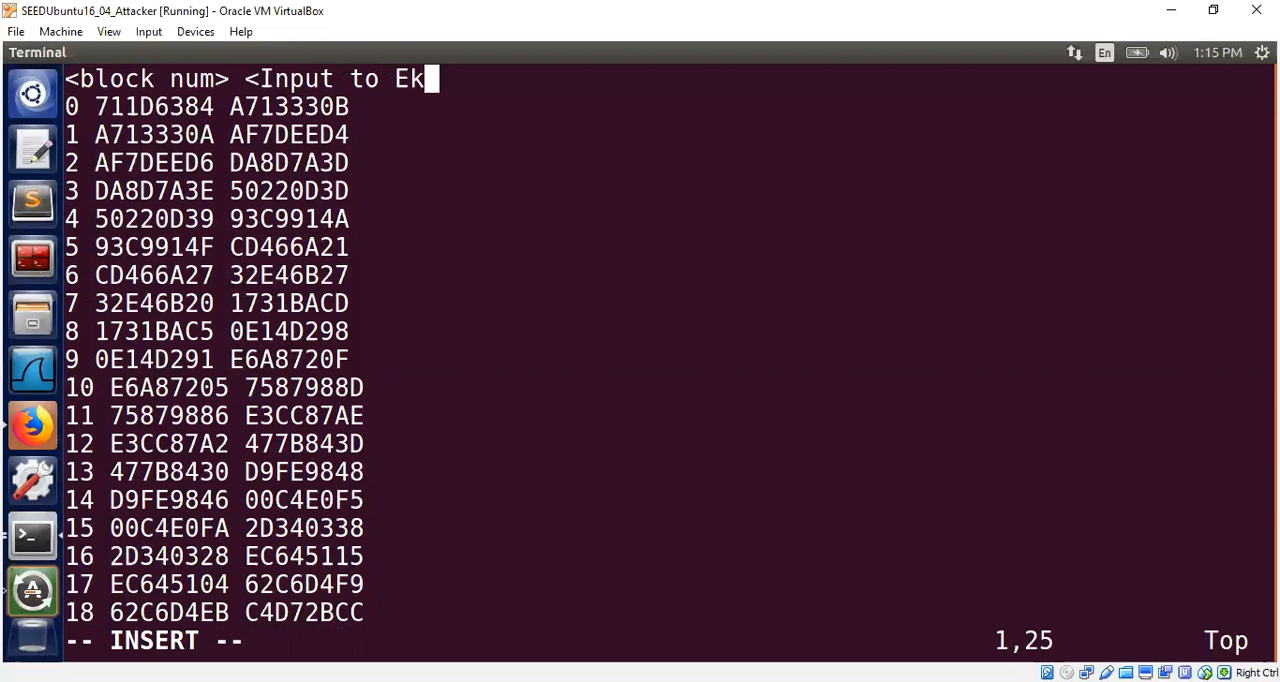 SEEDUbuntu16_04_Attacker [Running] - Oracle VM VirtualBox
File Machine View Input Devices Help
Terminal En 1:15 PM
<block num> <Input to Ek
0 711D6384 A713330B
1 A713330A AF7DEED4
2 AF7DEED6 DA8D7A3D
3 DA8D7A3E 50220D3D
4 50220D39 93C9914A
5 93C9914F CD466A21
6 CD466A27 32E46B27
7 32E46B20 1731BACD
8 1731BAC5 0E14D298
9 0E14D291 E6A8720F
10 E6A87205 7587988D
11 75879886 E3CC87AE
12 E3CC87A2 477B843D
13 477B8430 D9FE9848
14 D9FE9846 00C4E0F5
15 00C4E0FA 2D340338
16 2D340328 EC645115
17 EC645104 62C6D4F9
18 62C6D4EB C4D72BCC
-- INSERT -- 1,25 Top
Right Ctrl